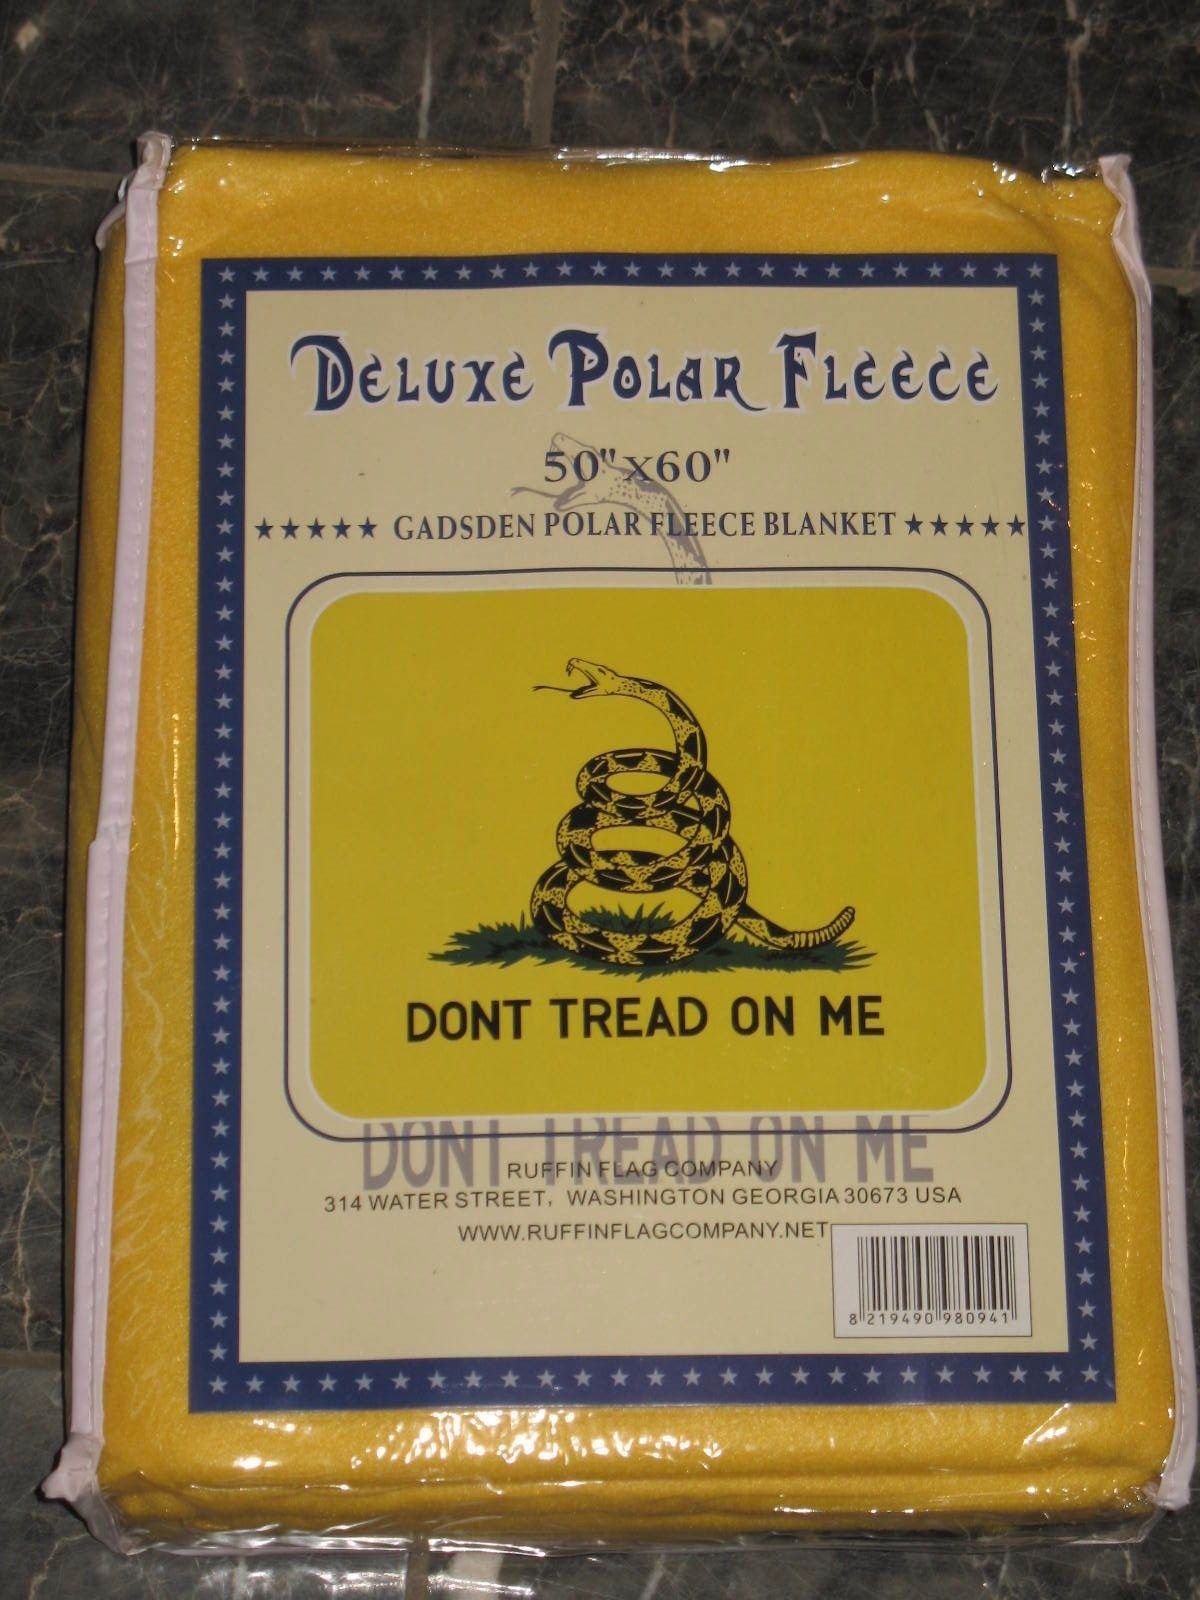 DELUXE POLAR FLEECE
50"X60"
★★★★★ GADSDEN POLAR FLEECE BLANKET ★★★★★
DONT TREAD ON ME
DONT TREAD ON ME
RUFFIN FLAG COMPANY
314 WATER STREET, WASHINGTON GEORGIA 30673 USA
WWW.RUFFINFLAGCOMPANY.NET
8 219490 980941